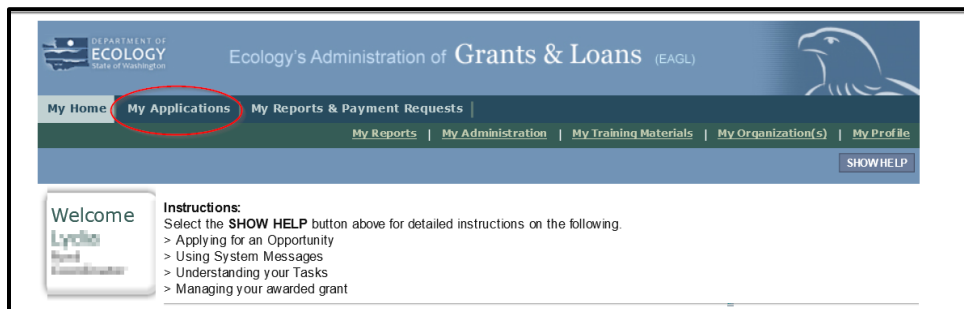 DEPARTMENT OF
ECOLOGY
State of Washington
Ecology's Administration of Grants & Loans (EAGL)
My Home | My Applications | My Reports & Payment Requests |
My Reports | My Administration | My Training Materials | My Organization(s) | My Profile
SHOW HELP
Welcome
Instructions:
Select the SHOW HELP button above for detailed instructions on the following.
> Applying for an Opportunity
> Using System Messages
> Understanding your Tasks
> Managing your awarded grant